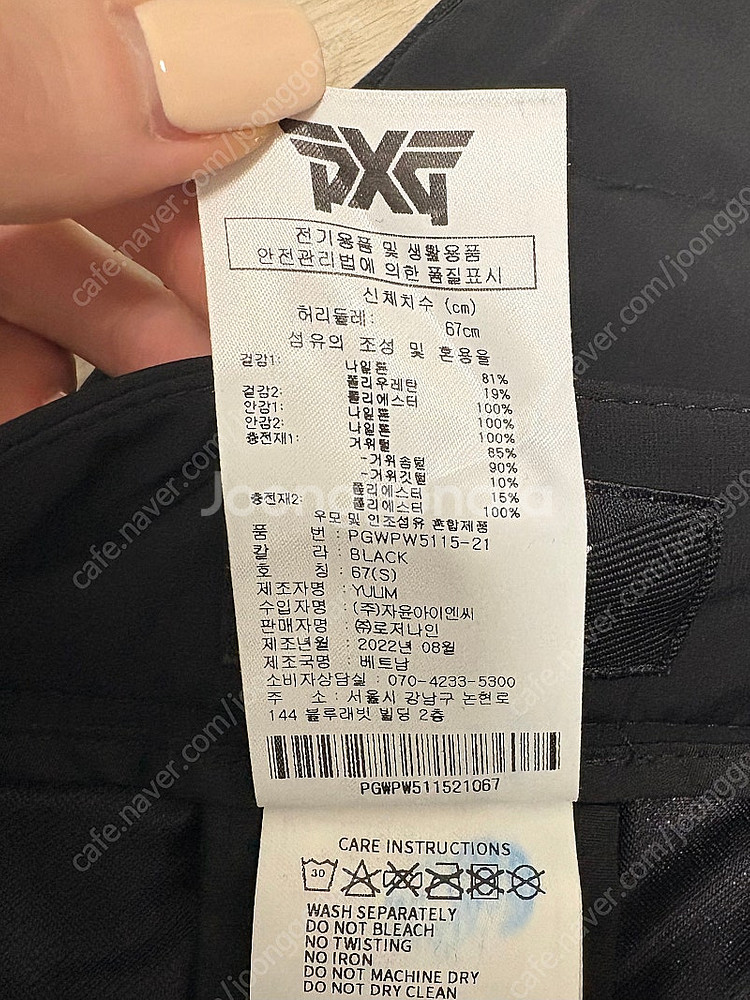 PXG
전기용품 및 생활용품
안전관리법에 의한 품질표시
신체치수 (cm)
허리둘레: 67cm
섬유의 조성 및 혼용율
겉감1: 나일론 81%
폴리우레탄 19%
겉감2: 폴리에스터 100%
안감1: 나일론 100%
안감2: 나일론 100%
충전재1: 거위털 85%
-거위솜털 90%
-거위깃털 10%
폴리에스터 15%
충전재2: 폴리에스터 100%
우모 및 인조섬유 혼합제품
품 번 : PGWPW5115-21
칼 라 : BLACK
호 칭 : 67(S)
제조자명 : YULIM
수입자명 : (주)자윤아이엔씨
판매자명 : ㈜로저나인
제조년월 : 2022년 08월
제조국명 : 베트남
소비자상담실 : 070-4233-5300
주 소 : 서울시 강남구 논현로
144 블루래빗 빌딩 2층
PGWPW511521067
CARE INSTRUCTIONS
30
WASH SEPARATELY
DO NOT BLEACH
NO TWISTING
NO IRON
DO NOT MACHINE DRY
DO NOT DRY CLEAN
Joonggonara
cafe.naver.com/joonggo